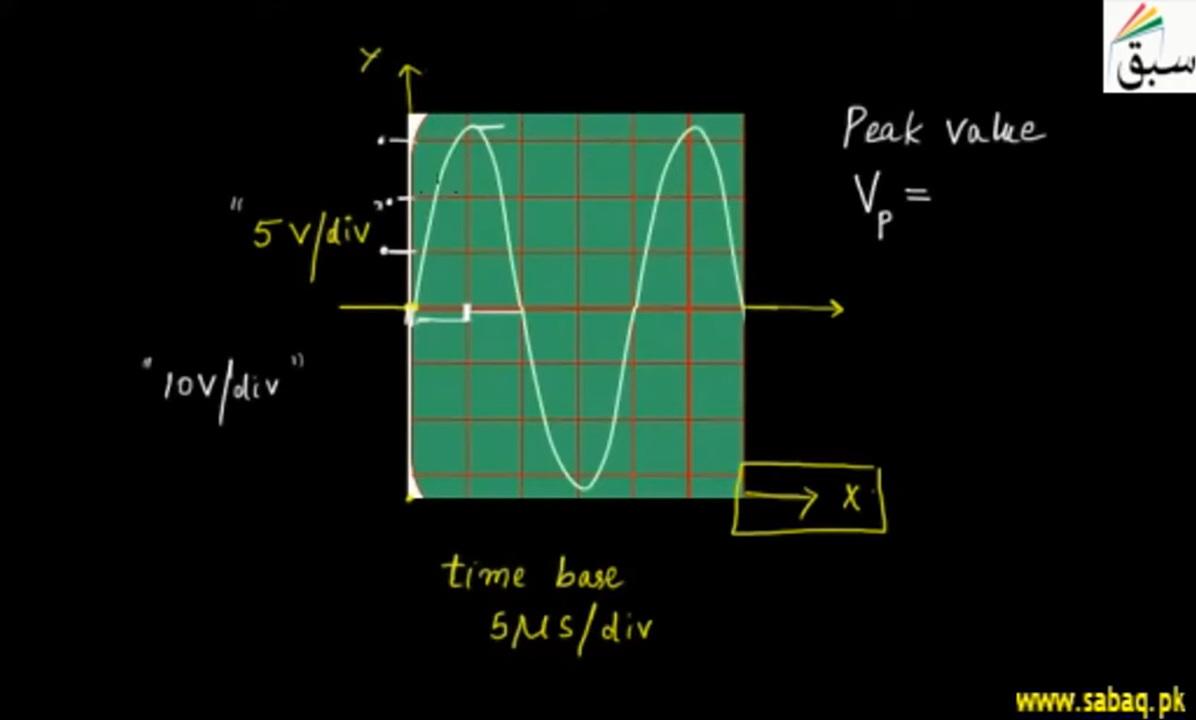 سبق
Y
Peak value
Vp =
"5 V/div
"10V/div"
X
time base
5μs/div
www.sabaq.pk